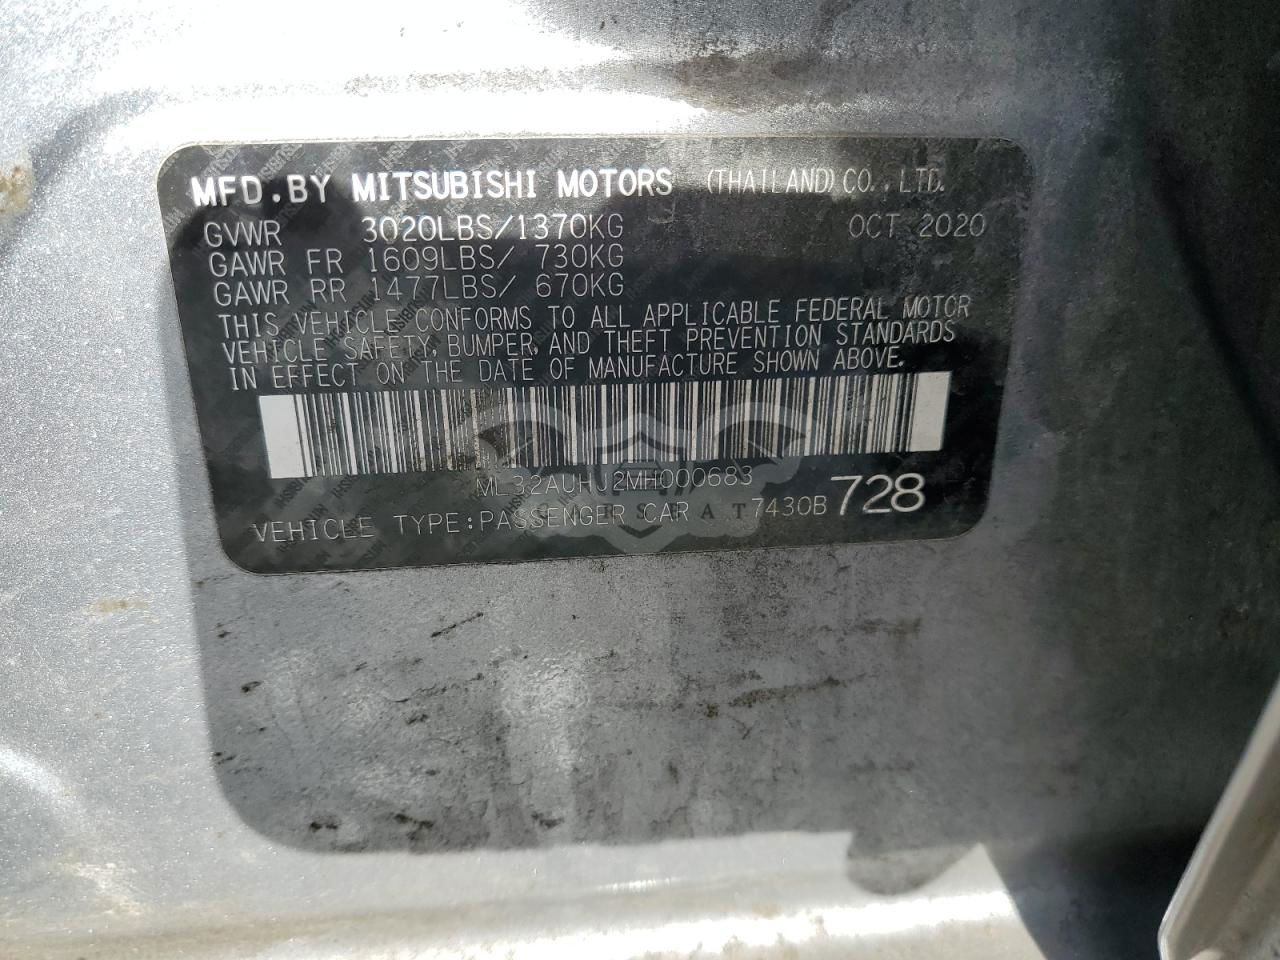 MFD.BY MITSUBISHI MOTORS (THAILAND)CO.,LTD.
GVWR 3020LBS/1370KG OCT 2020
GAWR FR 1609LBS/ 730KG
GAWR RR 1477LBS/ 670KG
THIS VEHICLE CONFORMS TO ALL APPLICABLE FEDERAL MOTOR
VEHICLE SAFETY, BUMPER, AND THEFT PREVENTION STANDARDS
IN EFFECT ON THE DATE OF MANUFACTURE SHOWN ABOVE.
ML32AUHJ2MH000683
VEHICLE TYPE:PASSENGER CAR 7430B 728